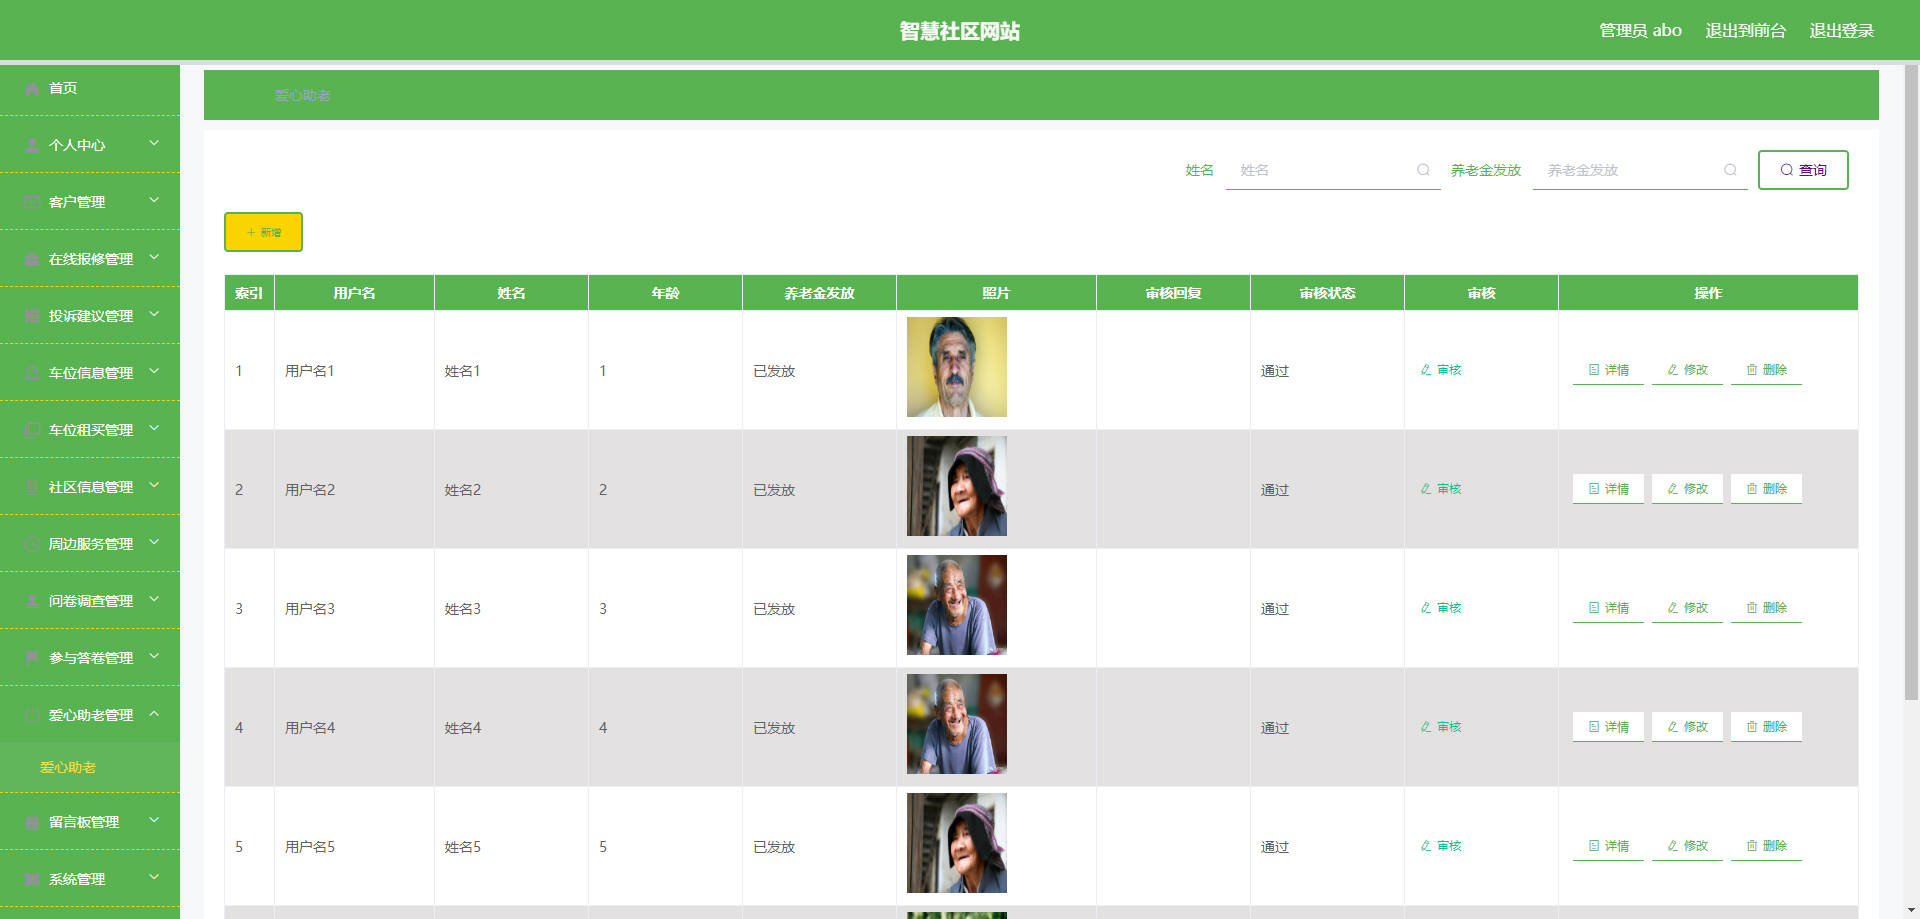 智慧社区网站
管理员 abo 退出到前台 退出登录
首页
个人中心
客户管理
在线报修管理
投诉建议管理
车位信息管理
车位租买管理
社区信息管理
周边服务管理
问卷调查管理
参与答卷管理
爱心助老管理
爱心助老
留言板管理
系统管理
爱心助老
姓名 姓名 养老金发放 养老金发放 查询
新增
索引 用户名 姓名 年龄 养老金发放 照片 审核回复 审核状态 审核 操作
1 用户名1 姓名1 1 已发放 通过 审核 详情 修改 删除
2 用户名2 姓名2 2 已发放 通过 审核 详情 修改 删除
3 用户名3 姓名3 3 已发放 通过 审核 详情 修改 删除
4 用户名4 姓名4 4 已发放 通过 审核 详情 修改 删除
5 用户名5 姓名5 5 已发放 通过 审核 详情 修改 删除